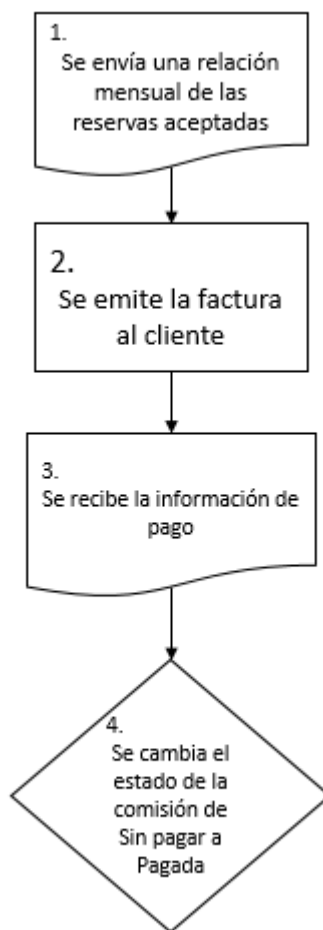 1.
Se envía una relación
mensual de las
reservas aceptadas
2.
Se emite la factura
al cliente
3.
Se recibe la información de
pago
4.
Se cambia el
estado de la
comisión de
Sin pagar a
Pagada